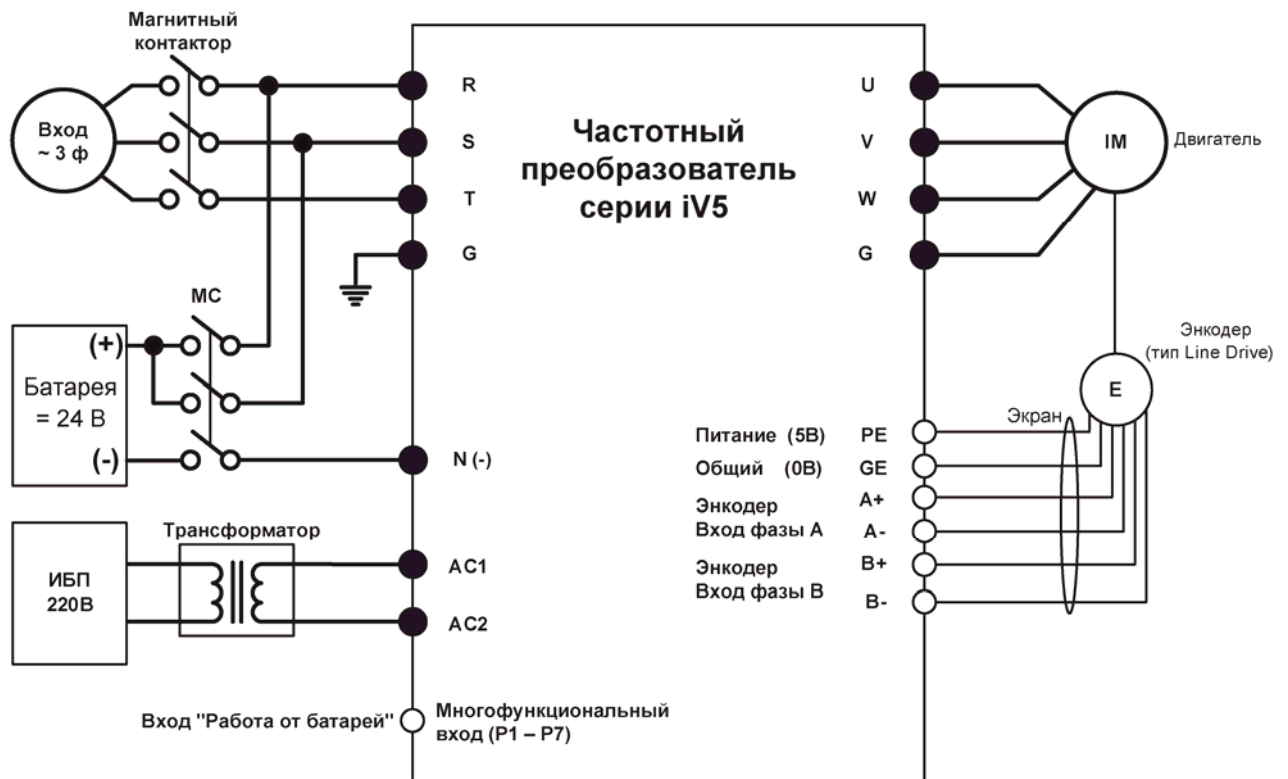 Магнитный
контактор
Вход
~ 3 ф
R
S
T
G
Частотный
преобразователь
серии iV5
U
V
W
G
IM
Двигатель
МС
(+)
Батарея
= 24 В
(-)
N (-)
Энкодер
(тип Line Drive)
E
Экран
Питание (5В) PE
Общий (0В) GE
Энкодер
Вход фазы А
A+
A-
Энкодер
Вход фазы В
B+
B-
Трансформатор
ИБП
220В
AC1
AC2
Вход "Работа от батарей"
Многофункциональный
вход (P1 – P7)